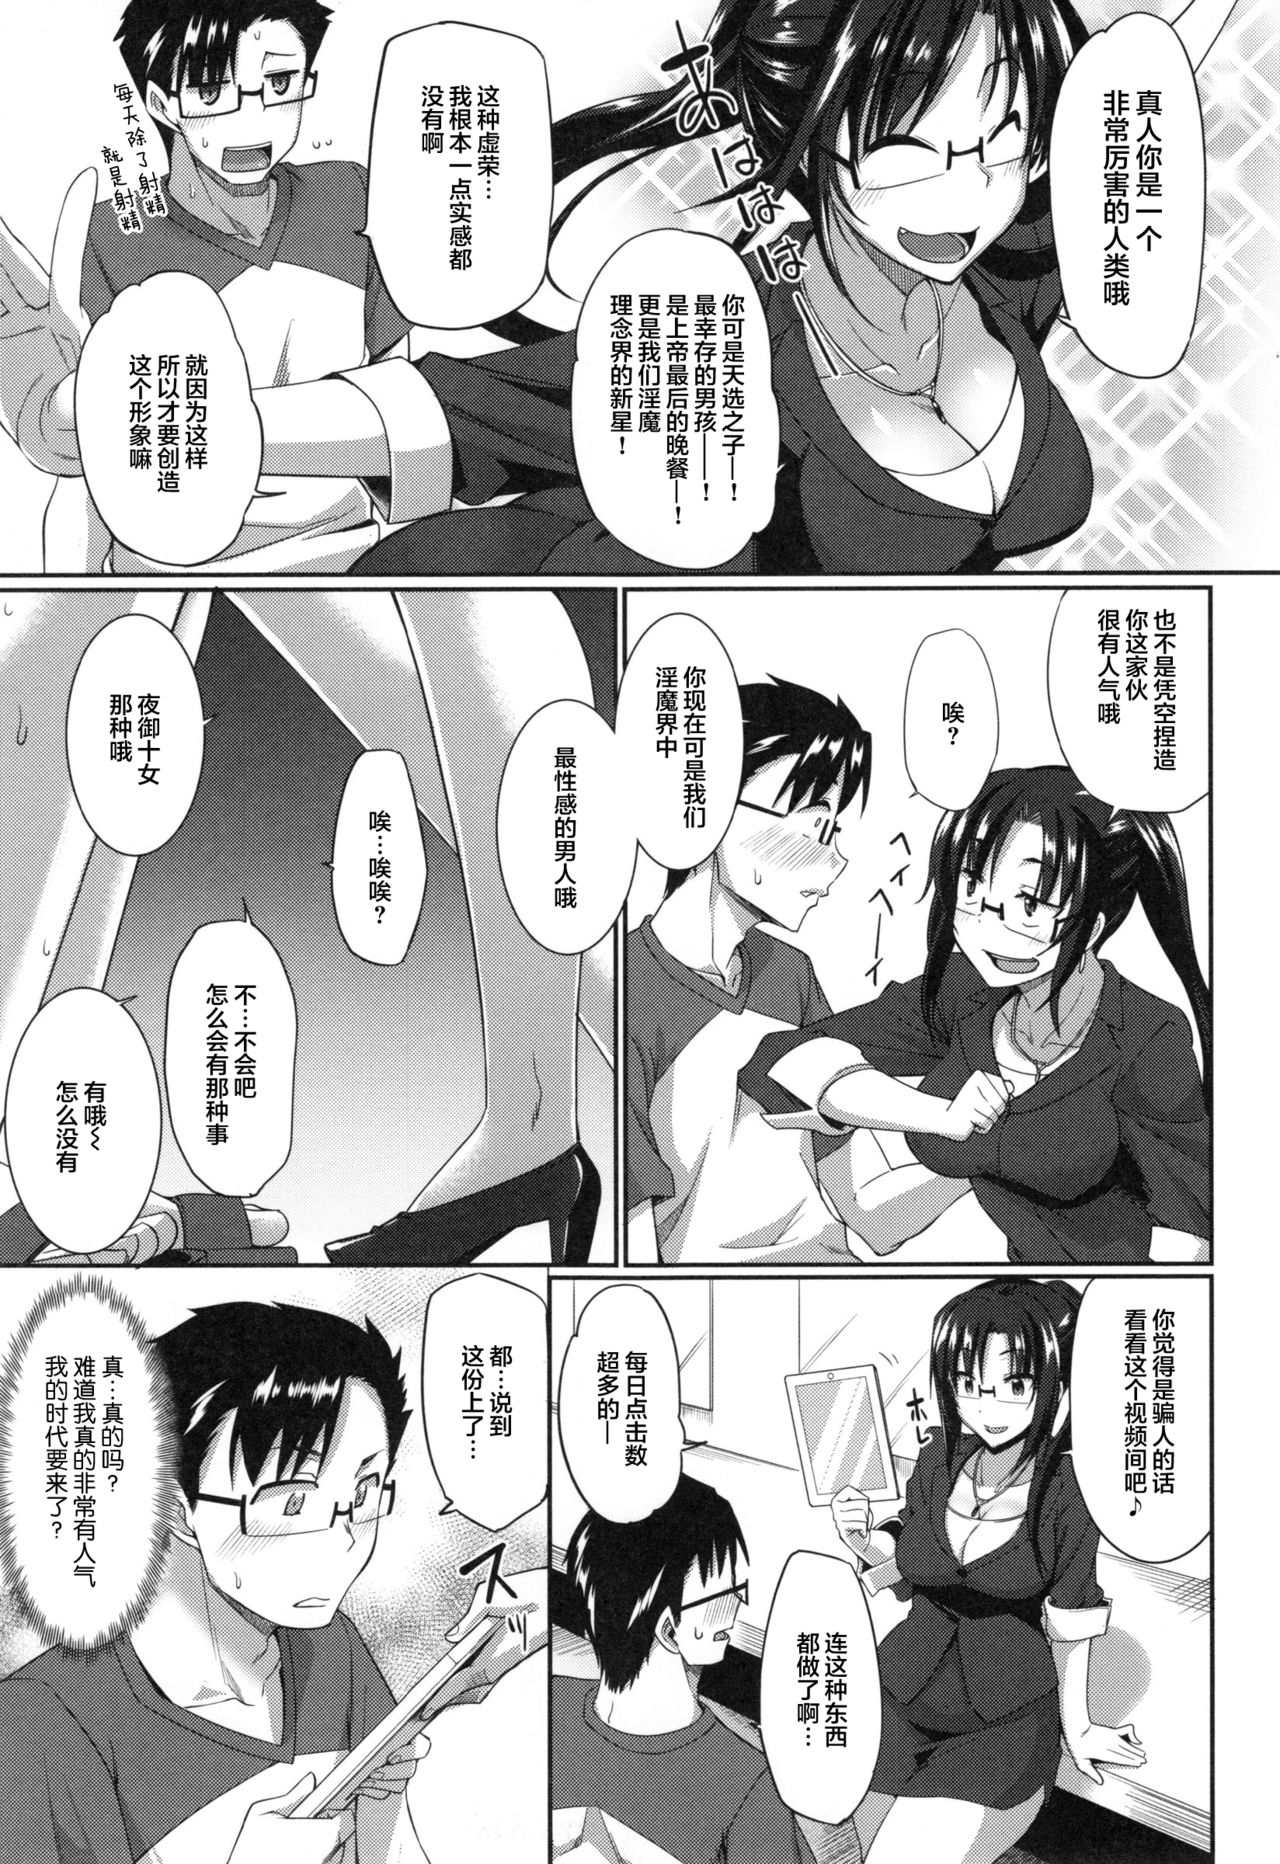 真人你是一个
非常厉害的人类哦
あはははは
你可是天选之子—！
最幸存的男孩——！
是上帝最后的晚餐—！
更是我们淫魔
理念界的新星！
这种虚荣…
我根本一点实感都
没有啊
每天除了射精
就是射精
就因为这样
所以才要创造
这个形象嘛
也不是凭空捏造
你这家伙
很有人气哦
唉？
ヘイヘーイ
你现在可是我们
淫魔界中
最性感的男人哦
唉…唉唉？
夜御十女
那种哦
不…不会吧
怎么会有那种事
有哦～
怎么没有
你觉得是骗人的话
看看这个视频间吧♪
ホレ
每日点击数
超多的—
连这种东西
都做了啊…
都…说到
这份上了…
スッ
真…真的吗？
难道我真的非常有人气
我的时代要来了？